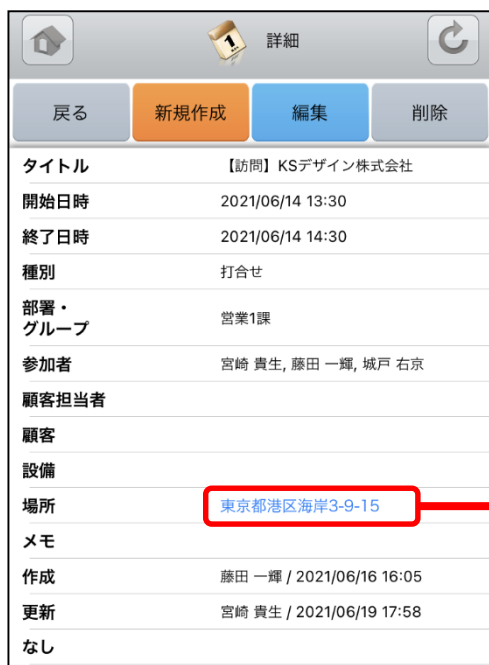 詳細
戻る 新規作成 編集 削除
タイトル 【訪問】KSデザイン株式会社
開始日時 2021/06/14 13:30
終了日時 2021/06/14 14:30
種別 打合せ
部署・
グループ 営業1課
参加者 宮崎 貴生, 藤田 一輝, 城戸 右京
顧客担当者
顧客
設備
場所 東京都港区海岸3-9-15
メモ
作成 藤田 一輝 / 2021/06/16 16:05
更新 宮崎 貴生 / 2021/06/19 17:58
なし